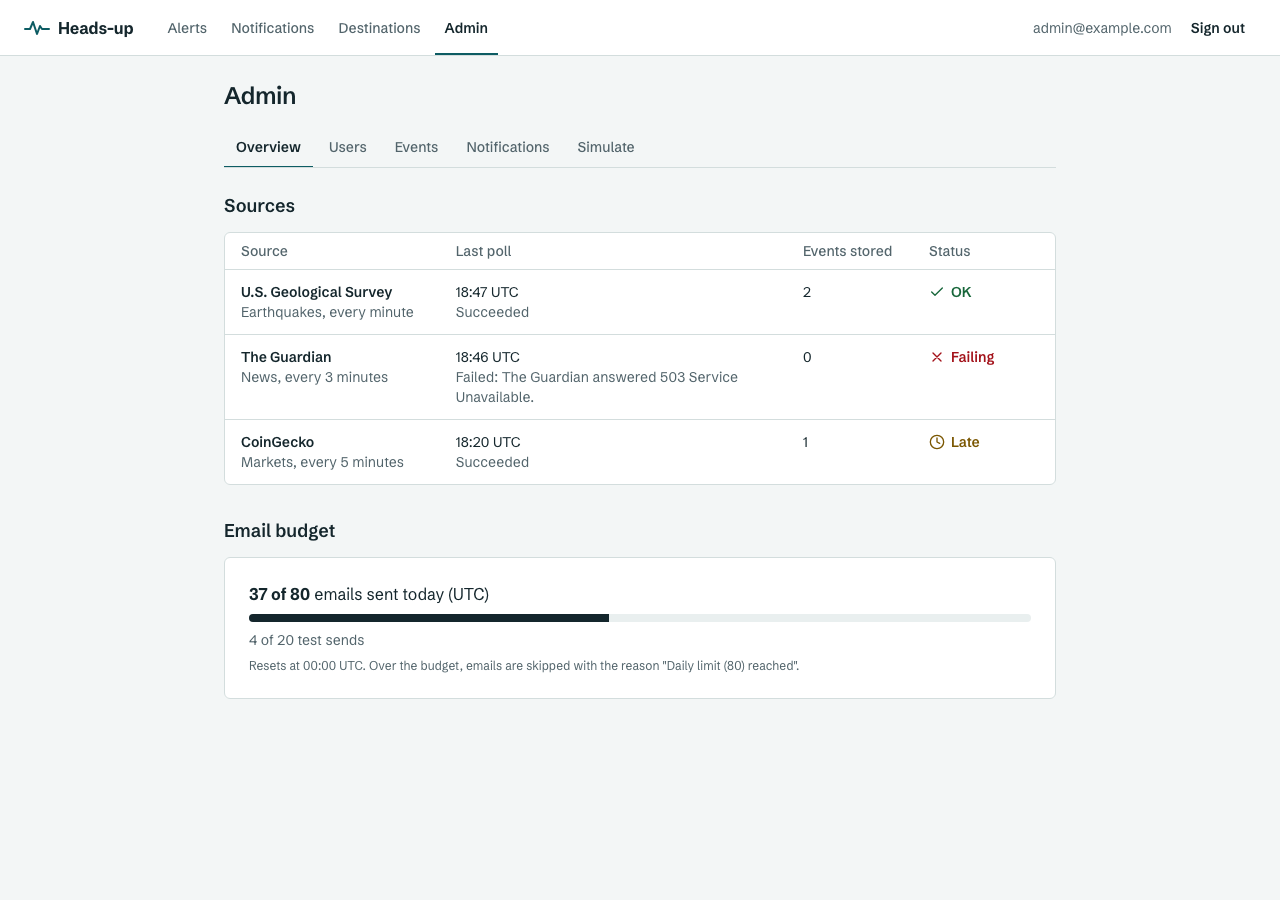 Heads-up Alerts Notifications Destinations Admin admin@example.com Sign out
Admin
Overview Users Events Notifications Simulate
Sources
Source Last poll Events stored Status
U.S. Geological Survey 18:47 UTC 2 OK
Earthquakes, every minute Succeeded
The Guardian 18:46 UTC 0 Failing
News, every 3 minutes Failed: The Guardian answered 503 Service
Unavailable.
CoinGecko 18:20 UTC 1 Late
Markets, every 5 minutes Succeeded
Email budget
37 of 80 emails sent today (UTC)
4 of 20 test sends
Resets at 00:00 UTC. Over the budget, emails are skipped with the reason "Daily limit (80) reached".